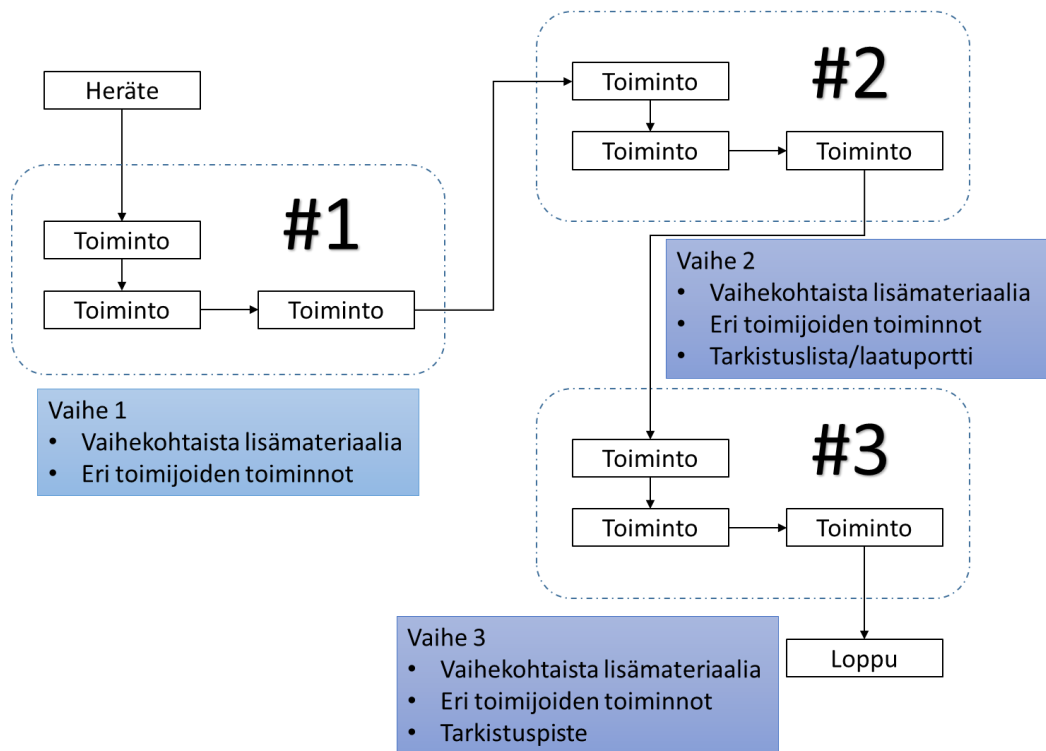 Heräte
#1
Toiminto
Toiminto
Toiminto
Vaihe 1
• Vaihekohtaista lisämateriaalia
• Eri toimijoiden toiminnot
#2
Toiminto
Toiminto
Toiminto
Vaihe 2
• Vaihekohtaista lisämateriaalia
• Eri toimijoiden toiminnot
• Tarkistuslista/laatuportti
#3
Toiminto
Toiminto
Toiminto
Vaihe 3
• Vaihekohtaista lisämateriaalia
• Eri toimijoiden toiminnot
• Tarkistuspiste
Loppu